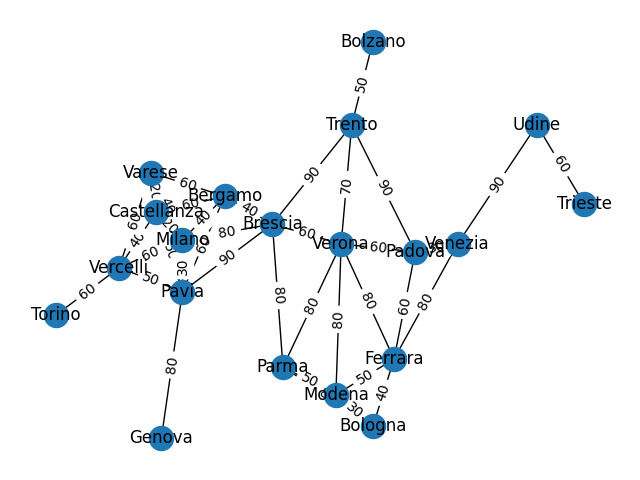 Bolzano
50
Trento
Udine
90
70
90
90
60
Varese
60
Bergamo
60
Castellanza
40
40
Trieste
Brescia
80
60
Milano
Verona
60
Padova
Venezia
60
60
Vercelli
50
30
90
Pavia
60
Torino
80
80
80
80
60
80
80
Parma
50
Ferrara
50
40
Modena
30
Bologna
Genova